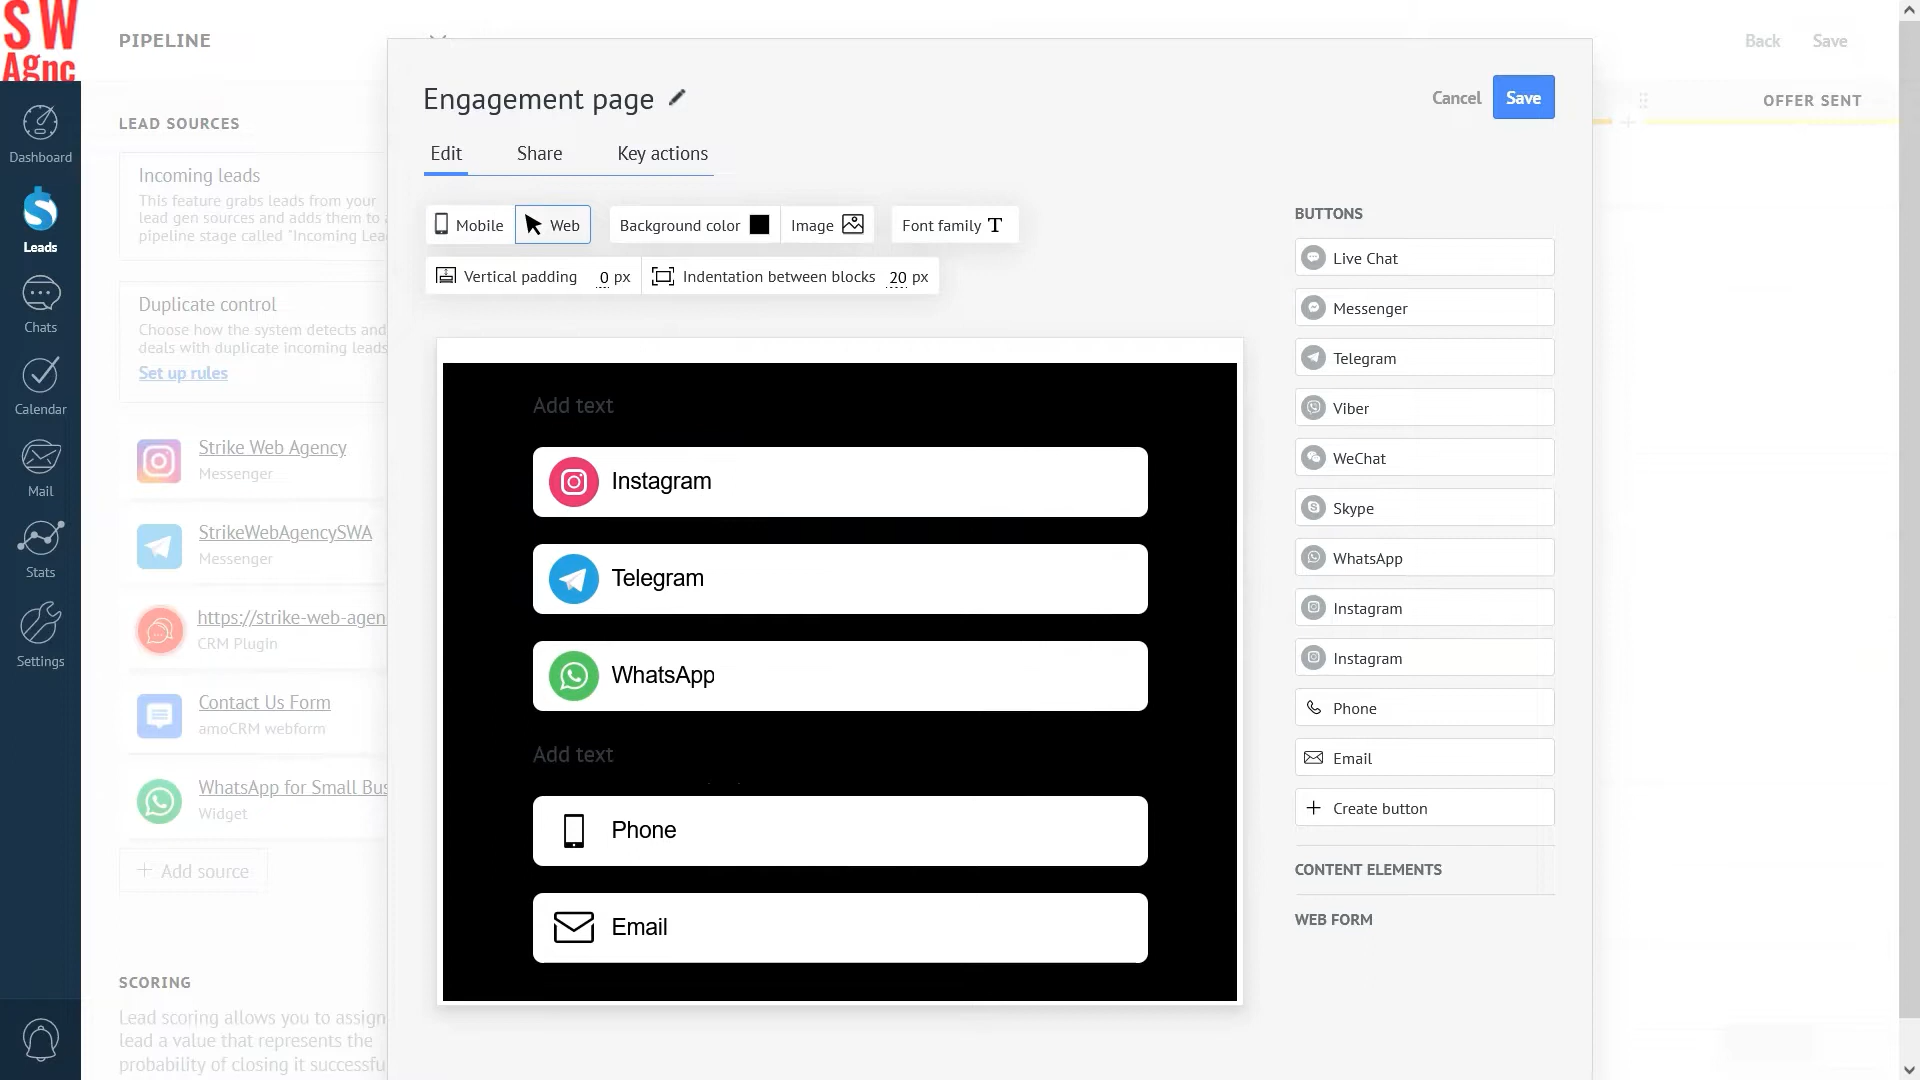 SW
Agnc
PIPELINE
Back
Save
Dashboard
Leads
Chats
Calendar
Mail
Stats
Settings
LEAD SOURCES
Incoming leads
This feature grabs leads from your
lead gen sources and adds them to a
pipeline stage called "Incoming Lea
Duplicate control
Choose how the system detects and
deals with duplicate incoming leads
Set up rules
Strike Web Agency
Messenger
StrikeWebAgencySWA
Messenger
https://strike-web-agen
CRM Plugin
Contact Us Form
amoCRM webform
WhatsApp for Small Bus
Widget
+ Add source
SCORING
Lead scoring allows you to assign
lead a value that represents the
probability of closing it successfu
OFFER SENT
Engagement page
Cancel
Save
Edit
Share
Key actions
Mobile
Web
Background color
Image
Font family T
Vertical padding 0 px
Indentation between blocks 20 px
Add text
Instagram
Telegram
WhatsApp
Add text
Phone
Email
BUTTONS
Live Chat
Messenger
Telegram
Viber
WeChat
Skype
WhatsApp
Instagram
Instagram
Phone
Email
+ Create button
CONTENT ELEMENTS
WEB FORM